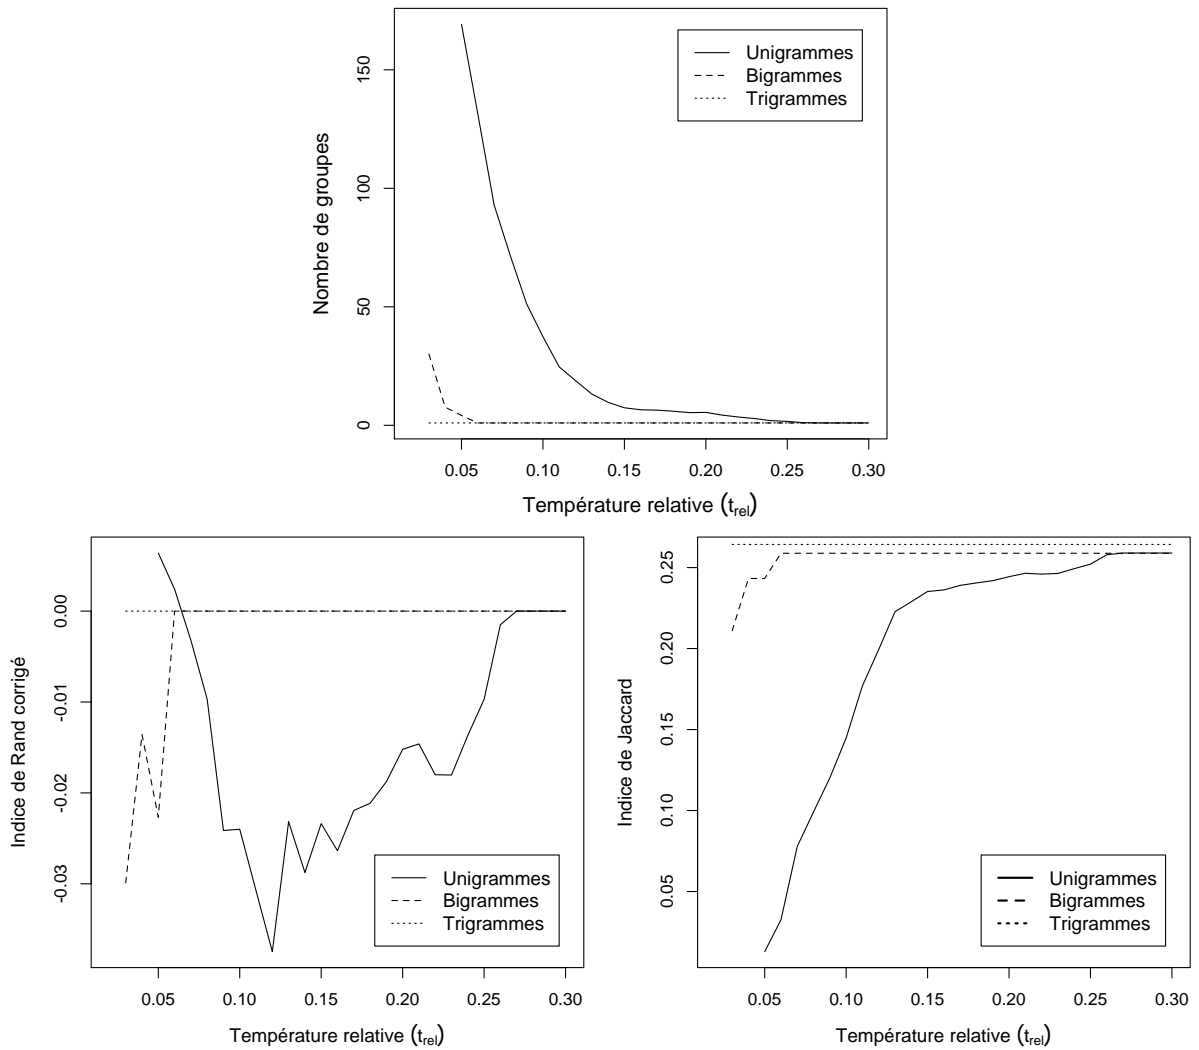 Unigrammes
Bigrammes
Trigrammes
Nombre de groupes
150
100
50
0
0.05 0.10 0.15 0.20 0.25 0.30
Température relative (trel)
Unigrammes
Bigrammes
Trigrammes
Indice de Rand corrigé
0.00
-0.01
-0.02
-0.03
0.05 0.10 0.15 0.20 0.25 0.30
Température relative (trel)
Unigrammes
Bigrammes
Trigrammes
Indice de Jaccard
0.25
0.20
0.15
0.10
0.05
0.05 0.10 0.15 0.20 0.25 0.30
Température relative (trel)